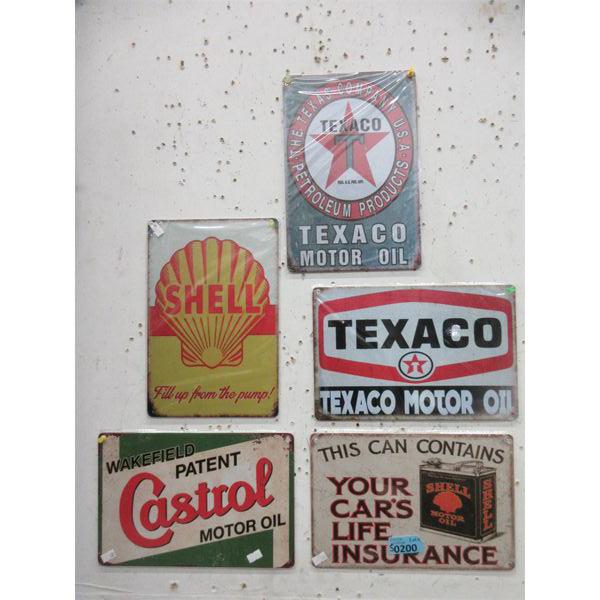 THE TEXAS COMPANY U.S.A
PETROLEUM PRODUCTS
TEXACO
T
TEXACO
MOTOR OIL
SHELL
Fill up from the pump!
TEXACO
T
TEXACO MOTOR OIL
WAKEFIELD
PATENT
Castrol
MOTOR OIL
THIS CAN CONTAINS
YOUR
CAR'S
LIFE
INSURANCE
SHELL
MOTOR
OIL
SHELL
0200